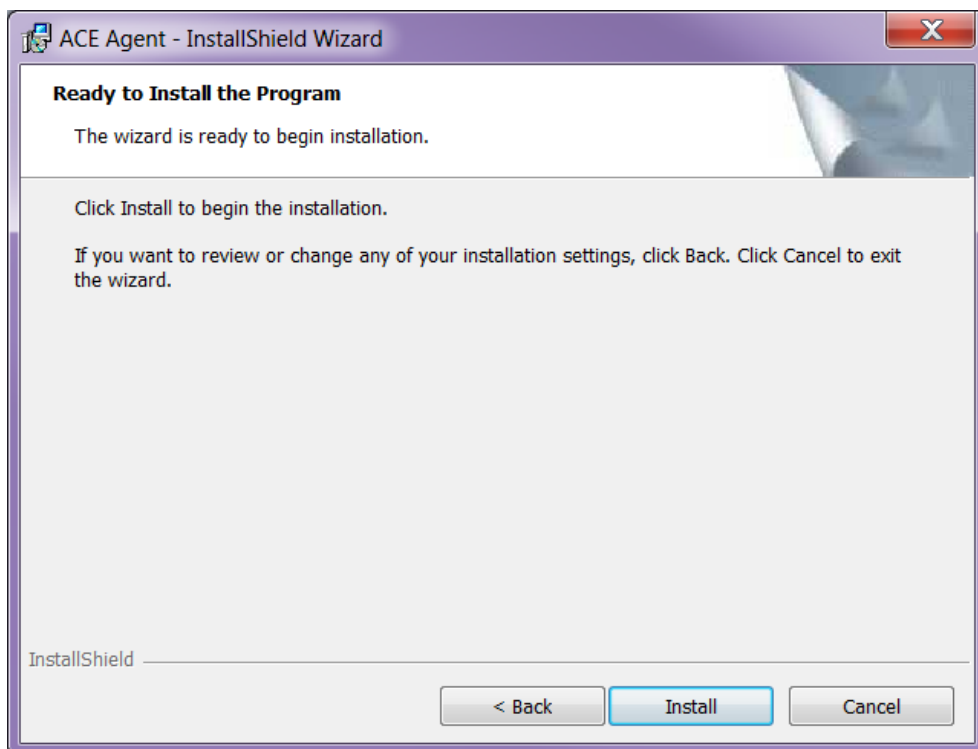 ACE Agent - InstallShield Wizard
Ready to Install the Program
The wizard is ready to begin installation.
Click Install to begin the installation.
If you want to review or change any of your installation settings, click Back. Click Cancel to exit
the wizard.
InstallShield
< Back Install Cancel